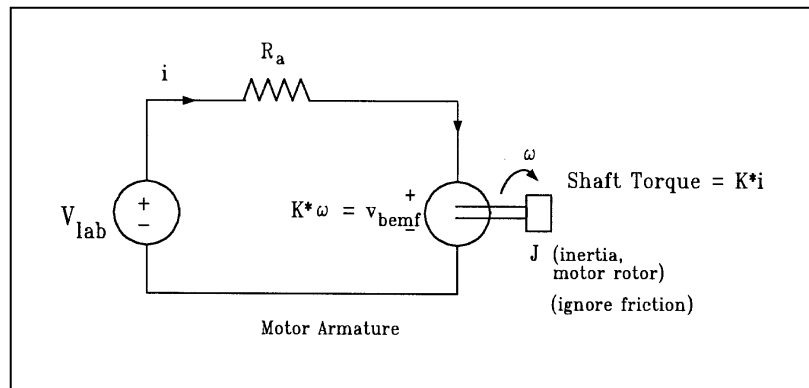 R_a
i
ω
Shaft Torque = K*i
+
K*ω = v_bemf
−
V_lab
+
−
J (inertia,
motor rotor)
(ignore friction)
Motor Armature